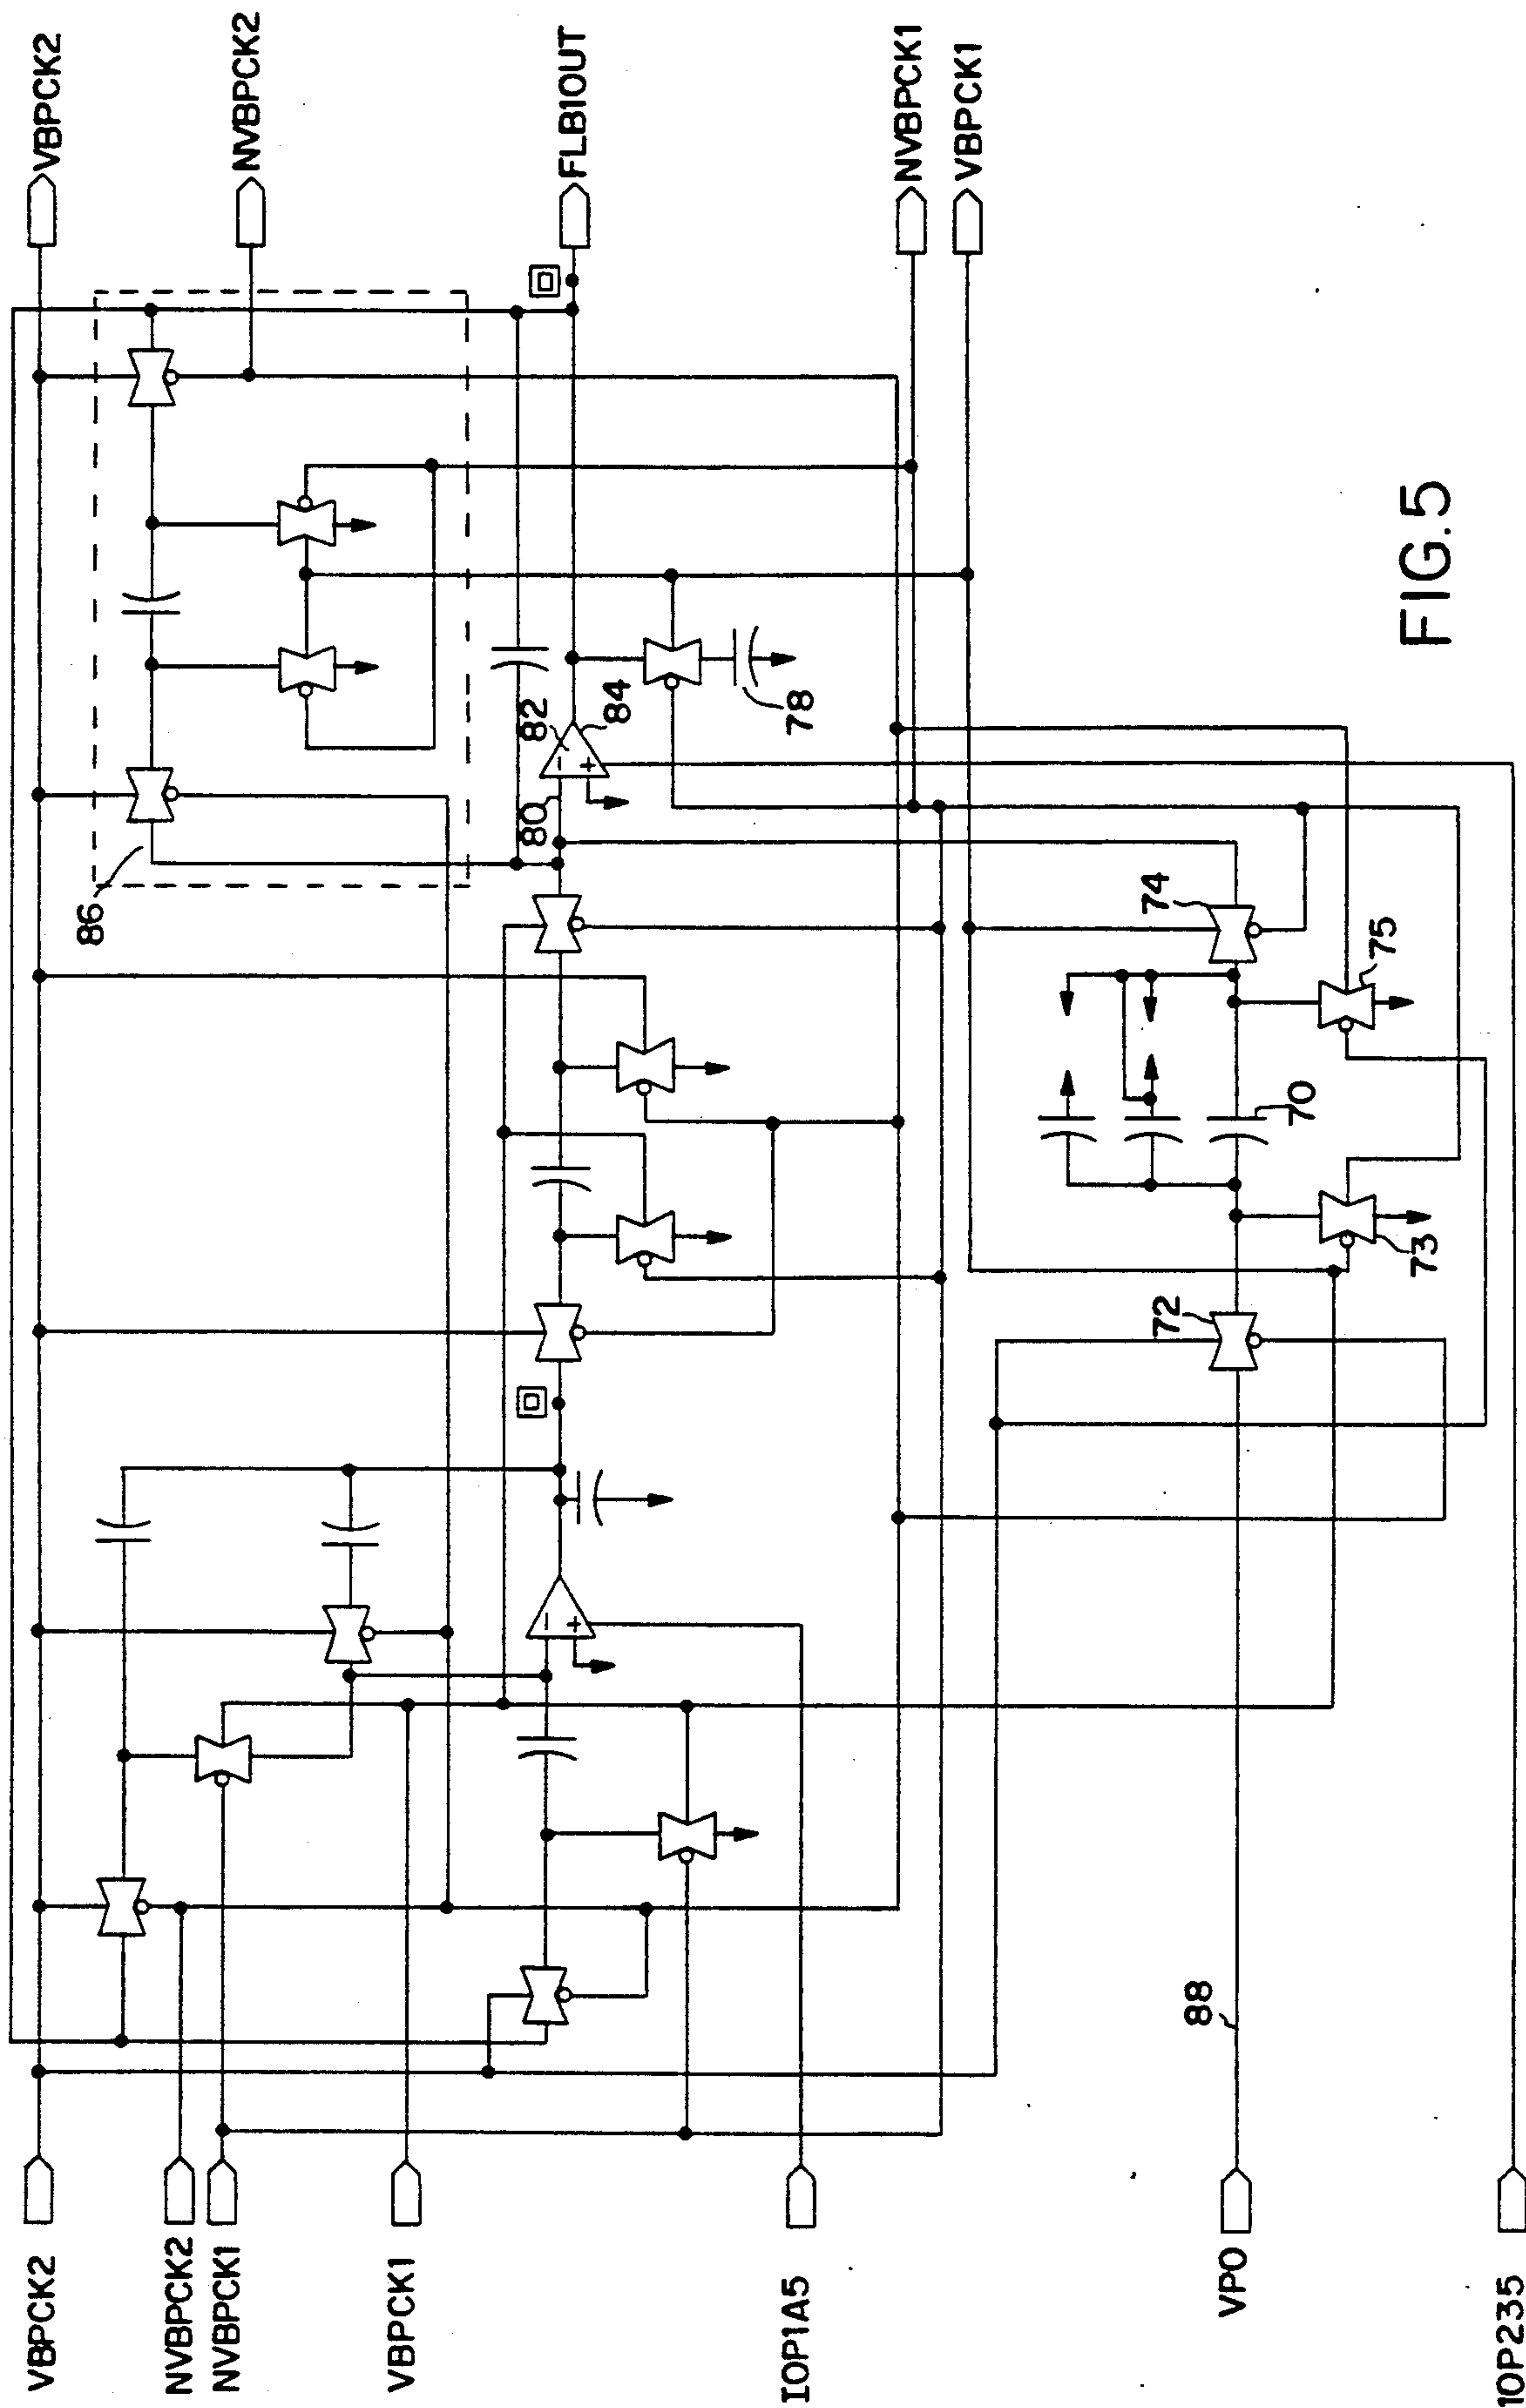 VBPCK2
NVBPCK2
NVBPCK1
VBPCK1
IOP1A5
VPO
IOP235
VBPCK2
NVBPCK2
FLB1OUT
NVBPCK1
VBPCK1
86
80
82
84
78
-
+
-
+
74
75
70
72
73
88
FIG.5